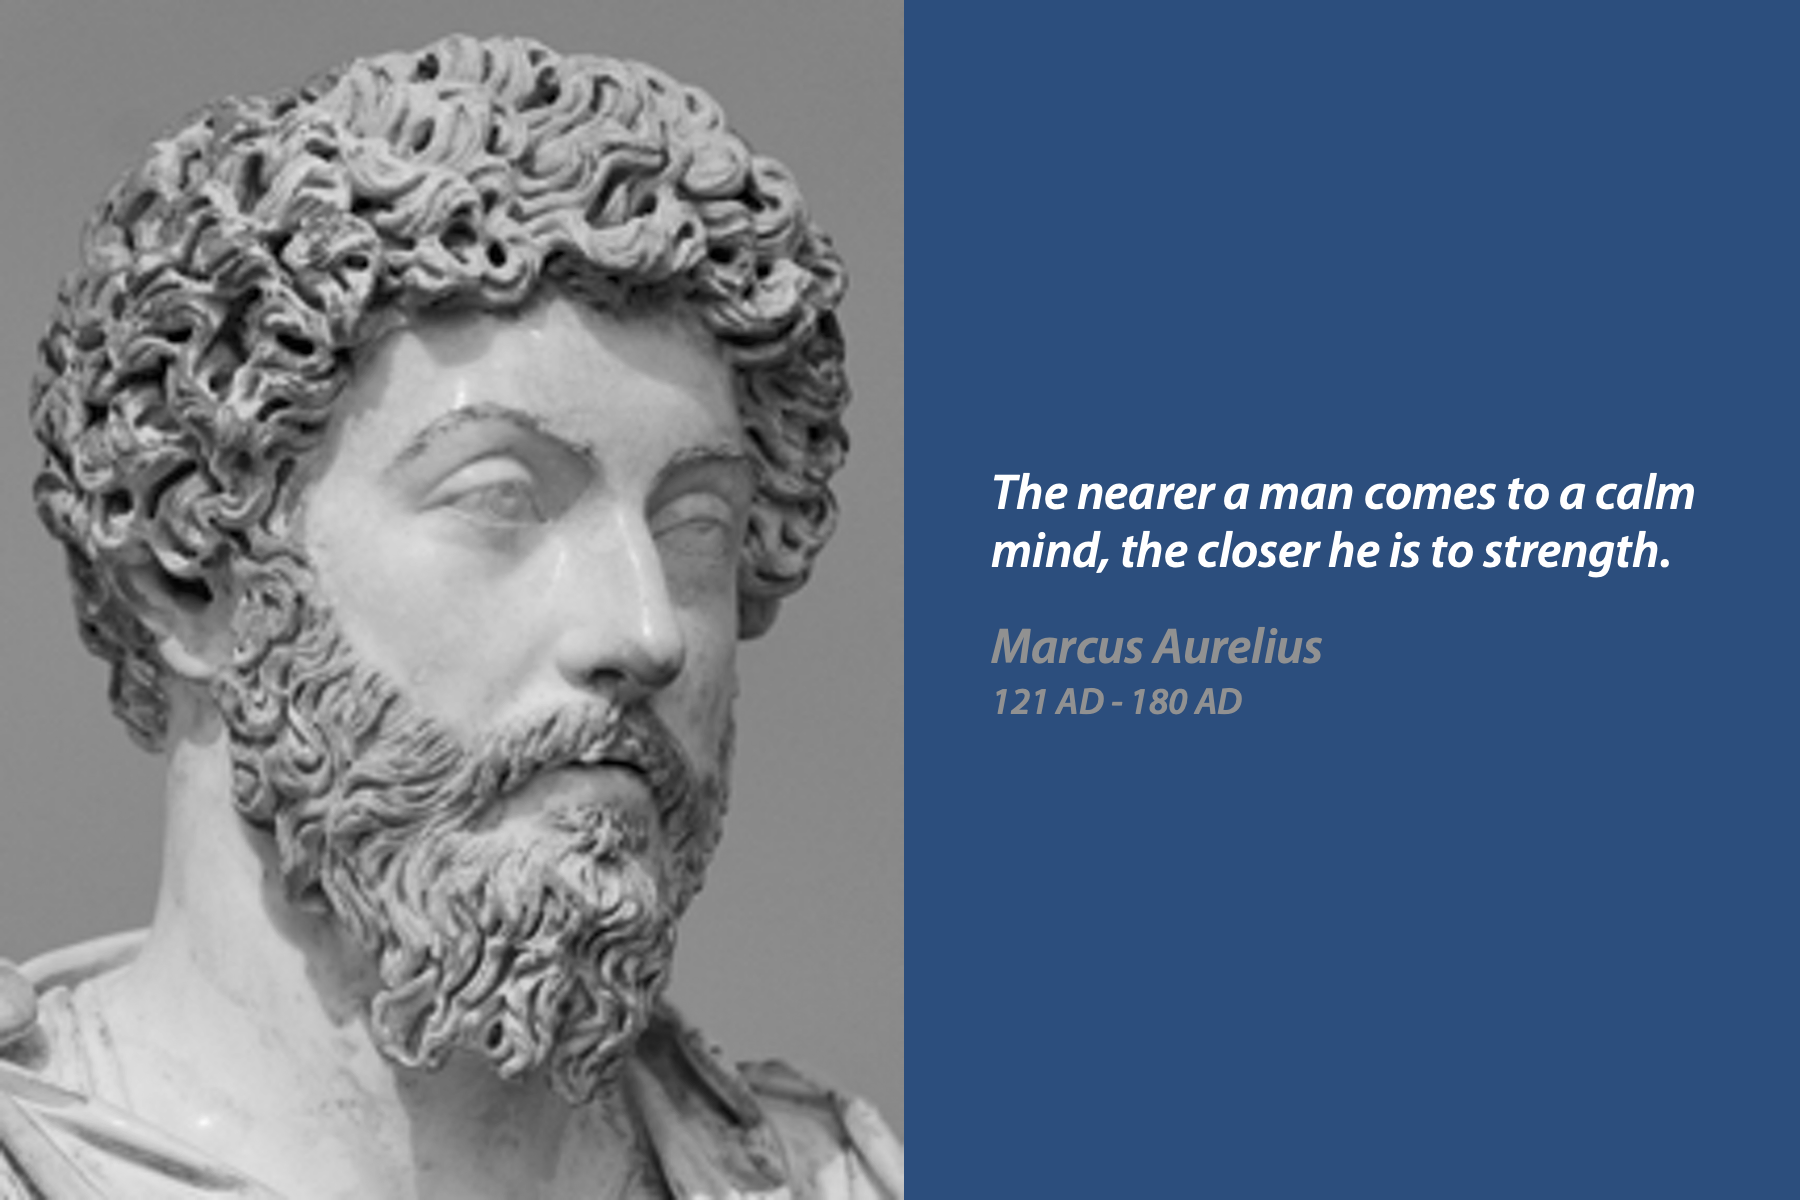 The nearer a man comes to a calm
mind, the closer he is to strength.
Marcus Aurelius
121 AD - 180 AD